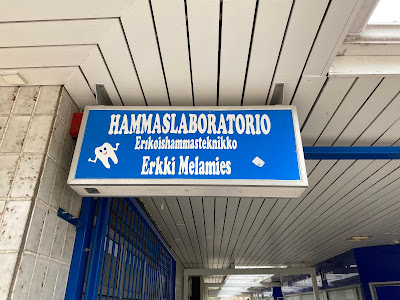 HAMMASLABORATORIO
Erikoishammasteknikko
Erkki Melamies